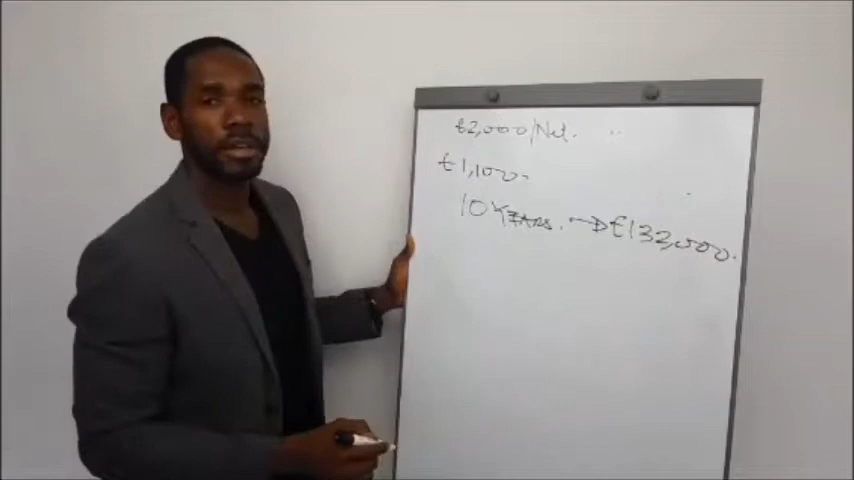 €2,000/Net.
€1,100.
10 YEARS. → €132,000.